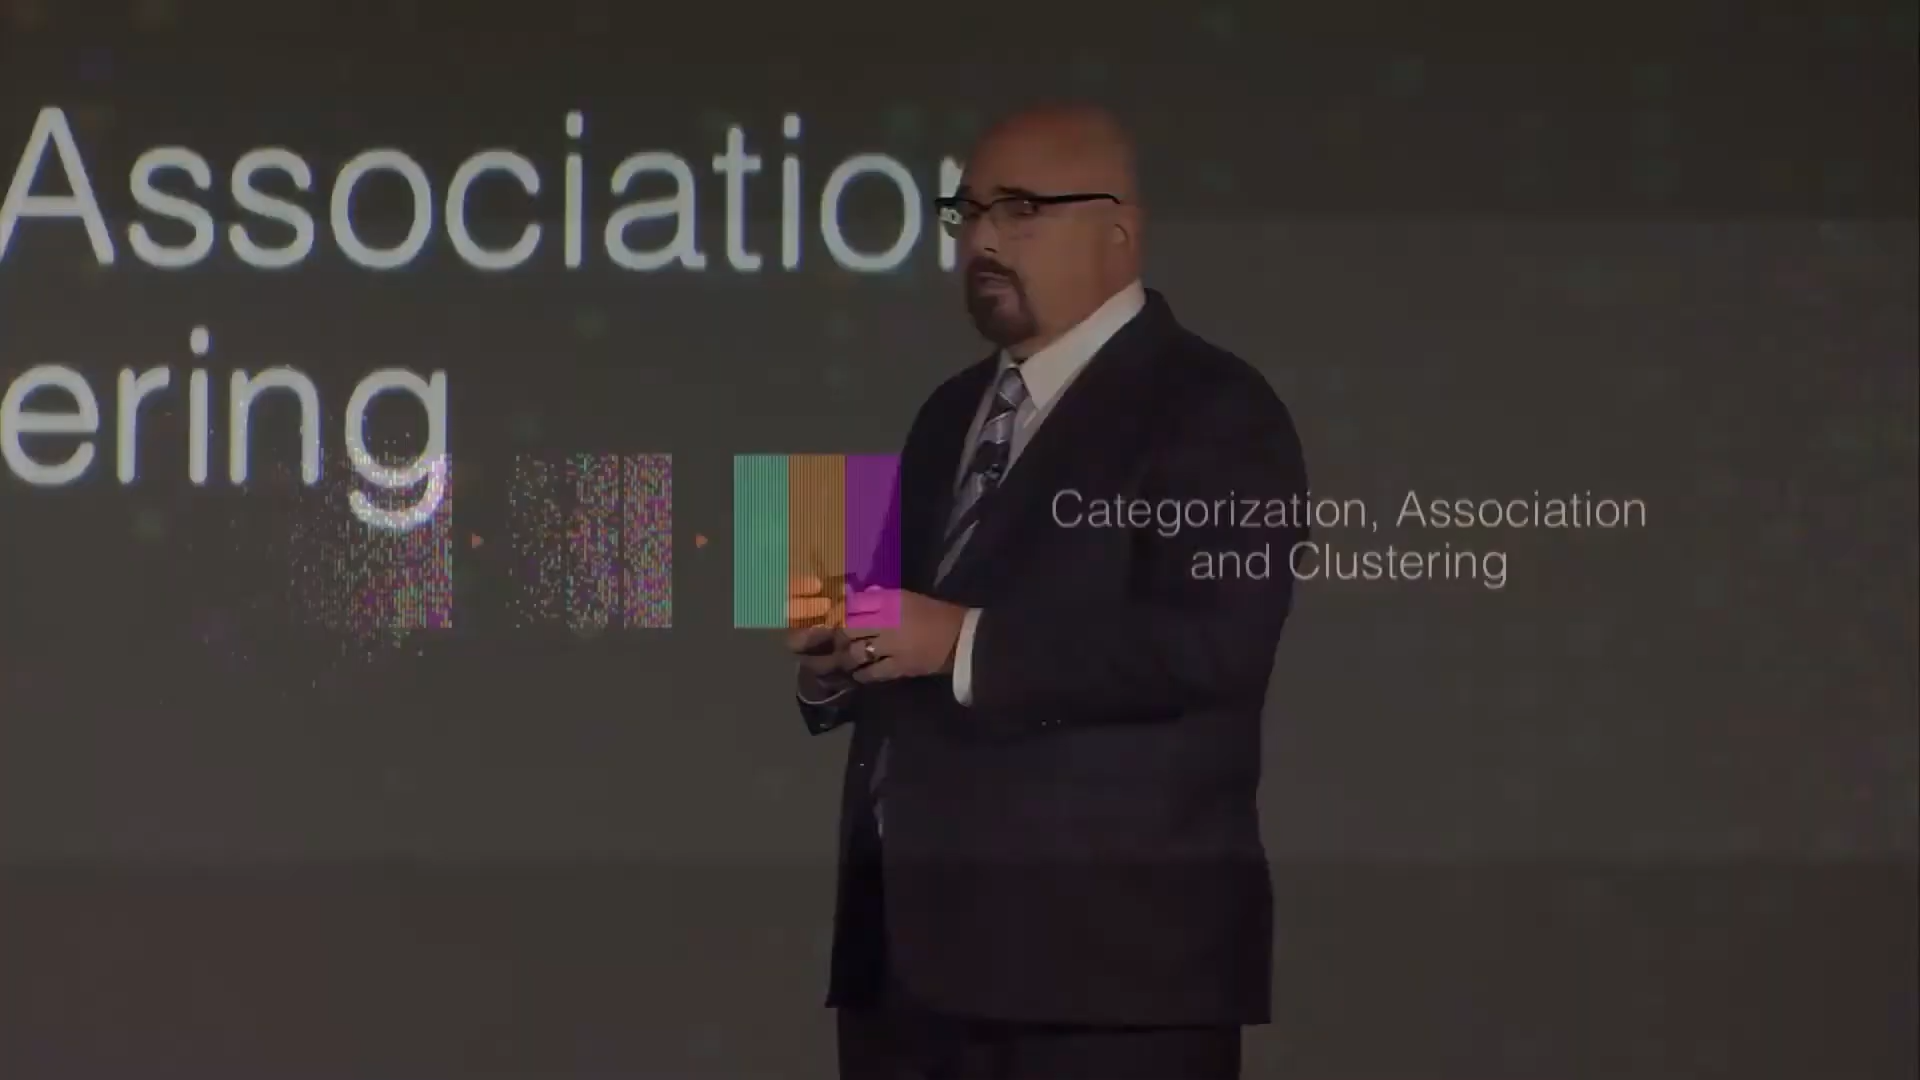 Association
ering
Categorization, Association
and Clustering